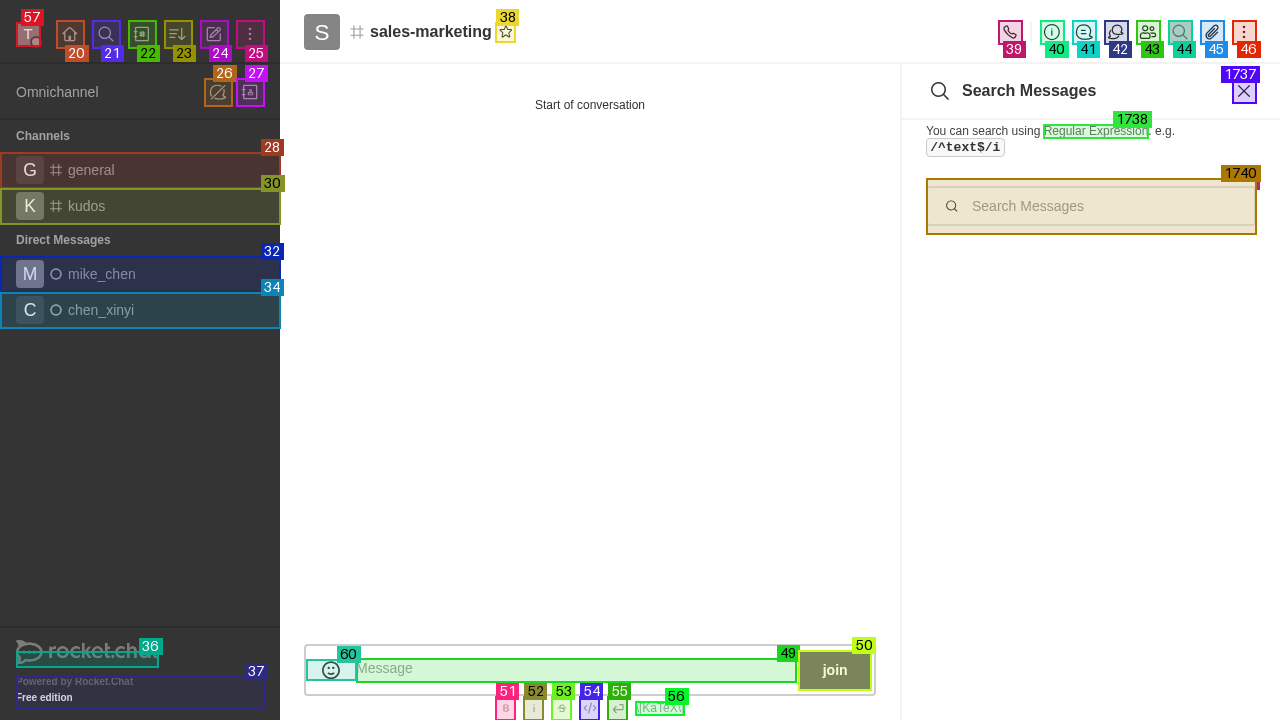 57
T
20
21
22
23
24
25
S
sales-marketing
38
39
40
41
42
43
44
45
46
Omnichannel
26
27
Start of conversation
Search Messages
1737
You can search using Regular Expression. e.g.
1738
/^text$/i
Channels
28
G general
30
K kudos
1740
Search Messages
Direct Messages
32
M mike_chen
34
C chen_xinyi
36
rocket.cha
37
Powered by Rocket.Chat
Free edition
60
Message
49
50
join
51
52
53
54
55
56
B
i
S
</>
\[KaTeX\]